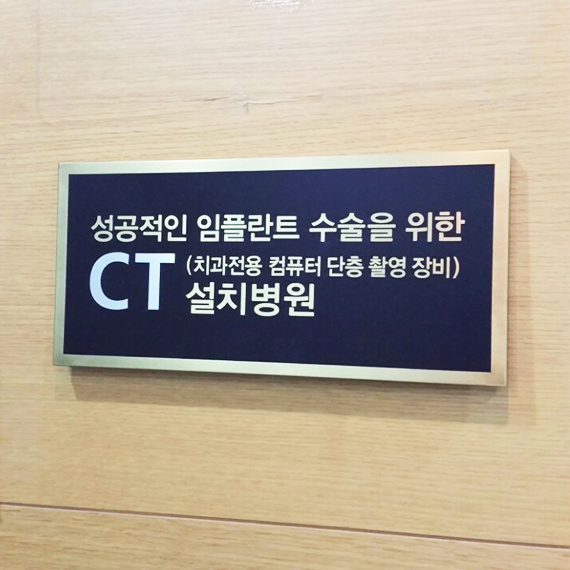 성공적인 임플란트 수술을 위한
CT (치과전용 컴퓨터 단층 촬영 장비)
설치병원